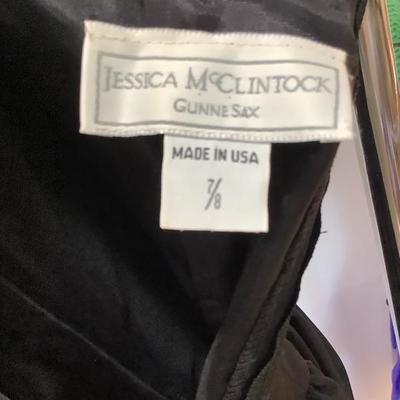 JESSICA McCLINTOCK
GUNNE SAX
MADE IN USA
7/8